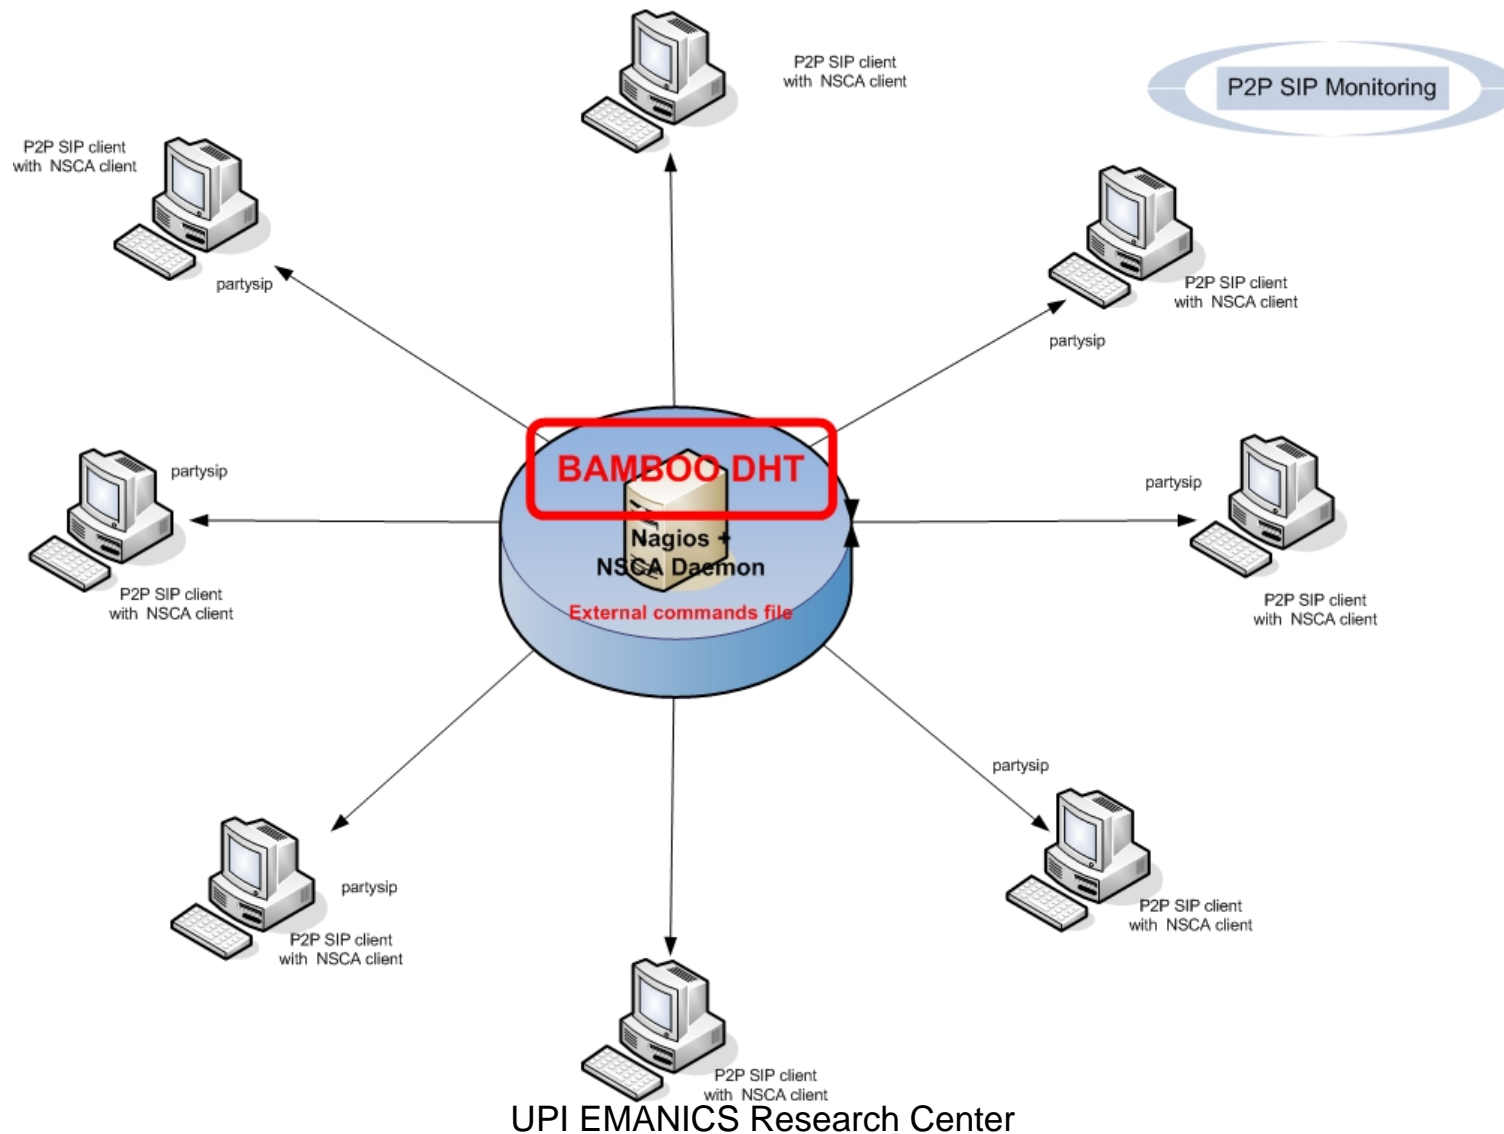 P2P SIP client
with NSCA client
P2P SIP Monitoring
P2P SIP client
with NSCA client
partysip
P2P SIP client
with NSCA client
partysip
BAMBOO DHT
Nagios +
NSCA Daemon
External commands file
partysip
P2P SIP client
with NSCA client
partysip
P2P SIP client
with NSCA client
partysip
P2P SIP client
with NSCA client
partysip
P2P SIP client
with NSCA client
P2P SIP client
with NSCA client
UPI EMANICS Research Center